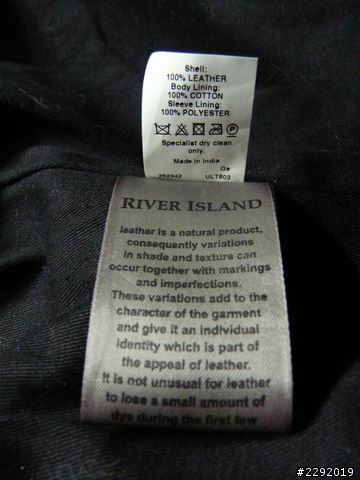 Shell:
100% LEATHER
Body Lining:
100% COTTON
Sleeve Lining:
100% POLYESTER
P
Specialist dry clean
only.
Made in India
Ge
292342 ULT803
RIVER ISLAND
leather is a natural product,
consequently variations
in shade and texture can
occur together with markings
and imperfections.
These variations add to the
character of the garment
and give it an individual
identity which is part of
the appeal of leather.
It is not unusual for leather
to lose a small amount of
dye during the first few
#2292019